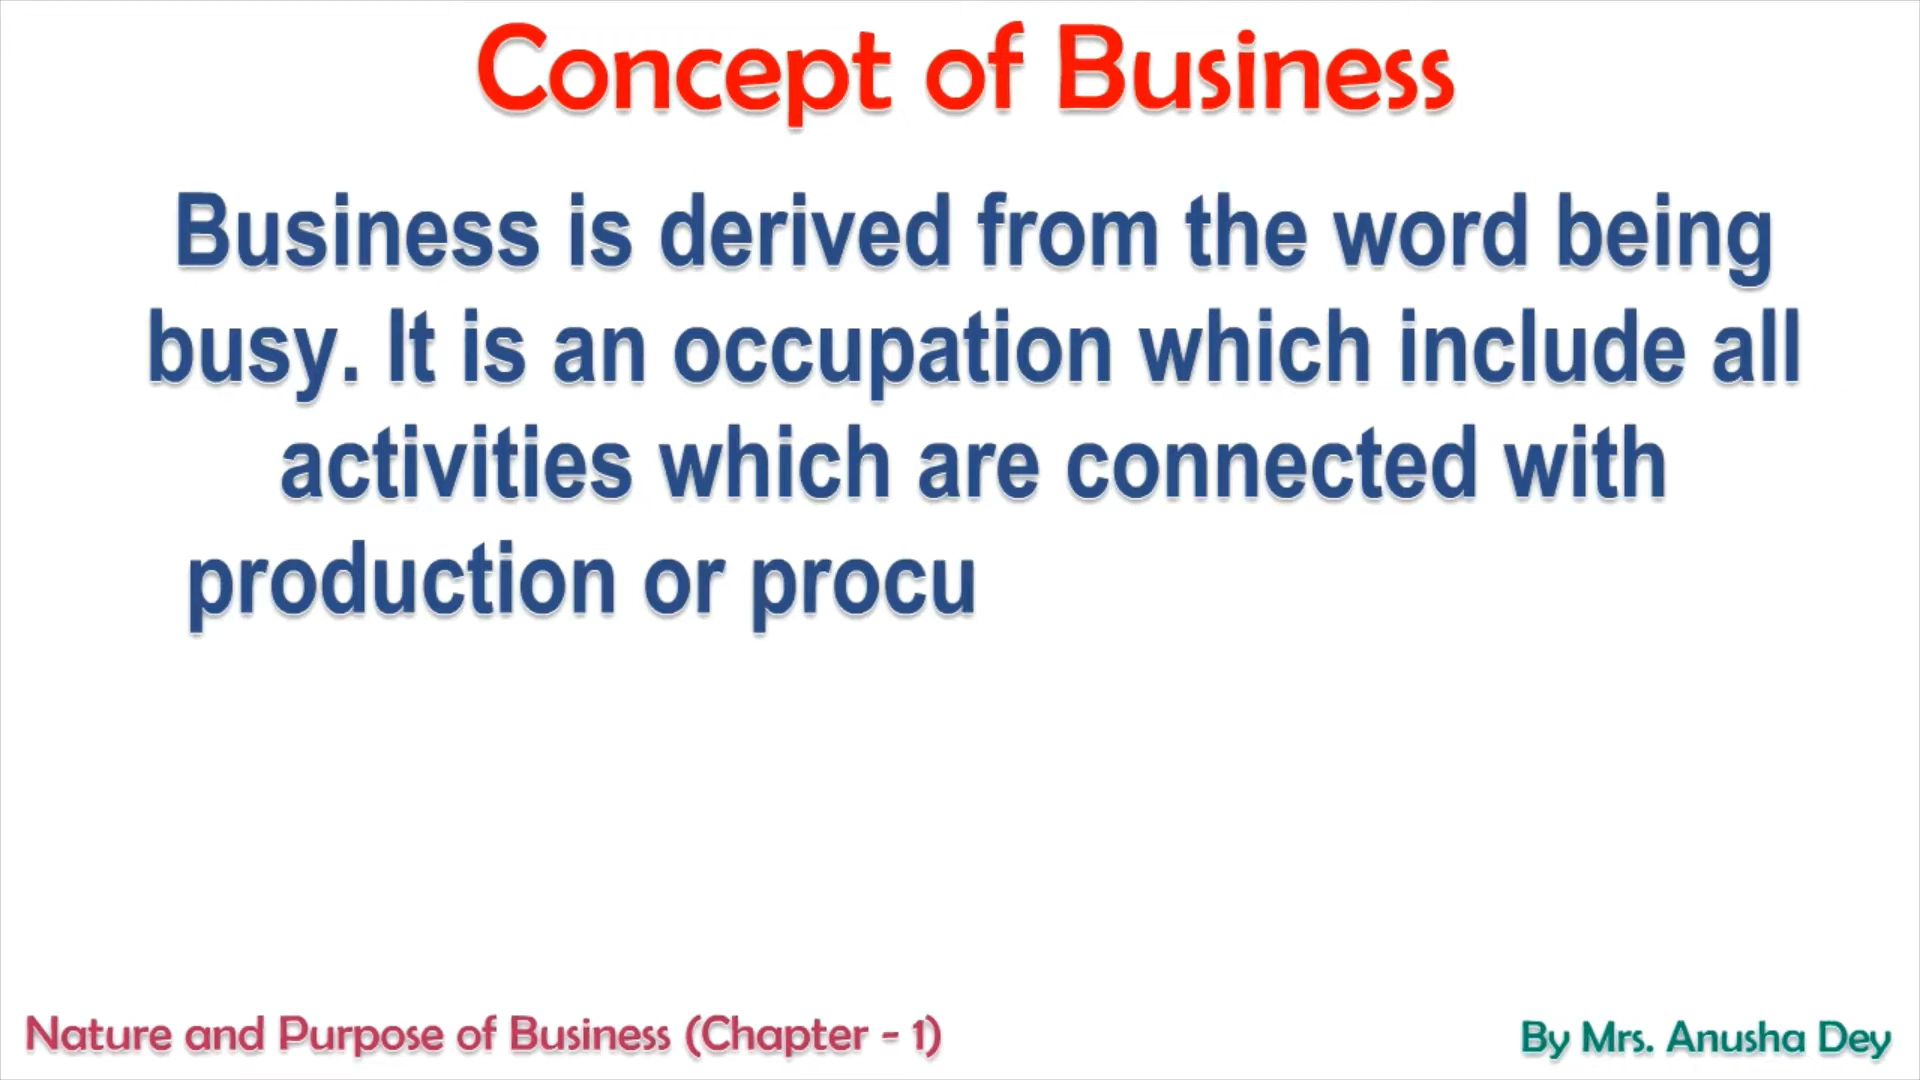 Concept of Business
Business is derived from the word being
busy. It is an occupation which include all
activities which are connected with
production or procu
Nature and Purpose of Business (Chapter - 1)
By Mrs. Anusha Dey